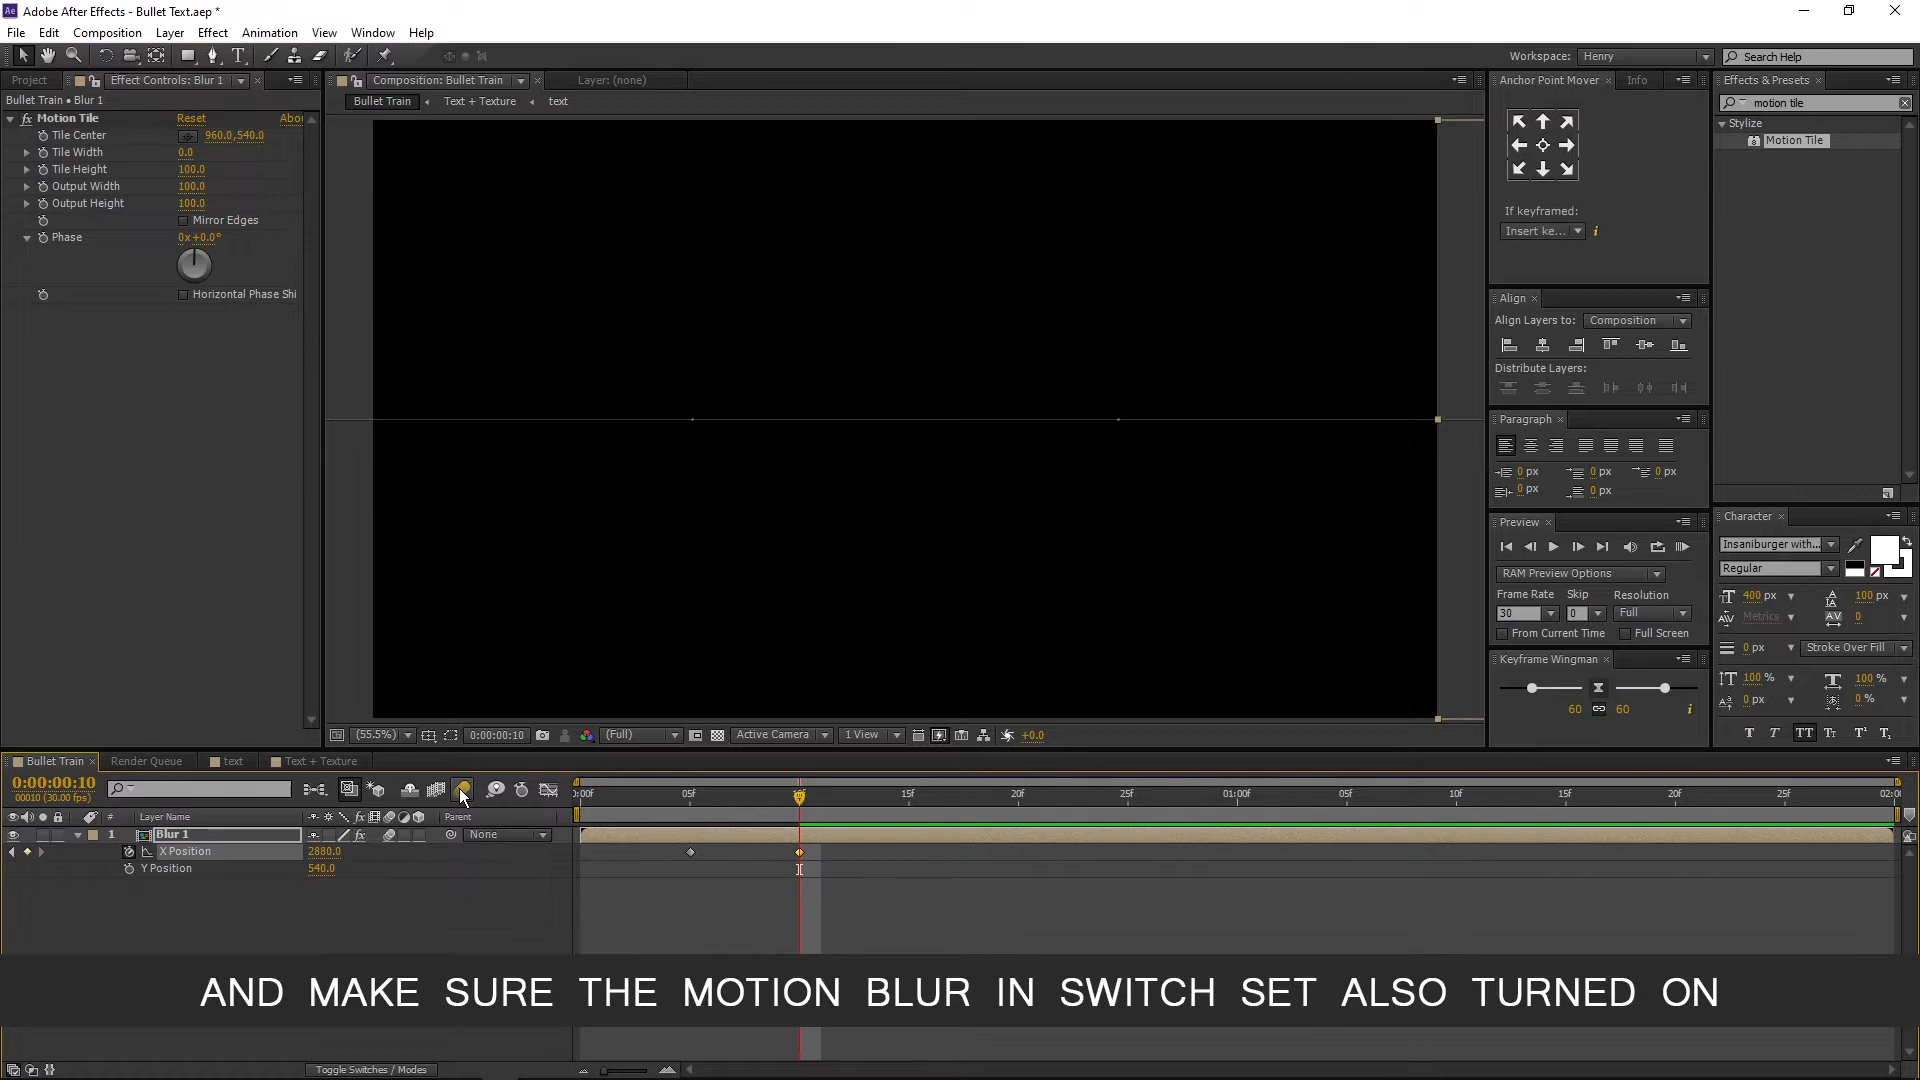 Adobe After Effects - Bullet Text.aep *
File Edit Composition Layer Effect Animation View Window Help
Workspace: Henry Search Help
Project Effect Controls: Blur 1 Composition: Bullet Train Layer: (none) Anchor Point Mover Info Effects & Presets
Bullet Train • Blur 1 Bullet Train Text + Texture text motion tile
Motion Tile Reset Abou
Stylize
Tile Center 960.0,540.0
Motion Tile
Tile Width 0.0
Tile Height 100.0
Output Width 100.0
Output Height 100.0
If keyframed:
Mirror Edges
Insert ke...
Phase 0x+0.0°
Horizontal Phase Shi
Align
Align Layers to: Composition
Distribute Layers:
Paragraph
0 px 0 px 0 px
0 px 0 px
Character
Preview
Insaniburger with...
Regular
RAM Preview Options
Frame Rate Skip Resolution
400 px 100 px
30 0 Full
Metrics 0
From Current Time Full Screen
0 px Stroke Over Fill
Keyframe Wingman
100 % 100 %
60 60
0 px 0 %
T T TT Tt
(55.5%) 0:00:00:10 (Full) Active Camera 1 View +0.0
Bullet Train Render Queue text Text + Texture
0:00:00:10
00010 (30.00 fps)
05f 15f 20f 25f 01:00f 05f 10f 15f 20f 25f
# Layer Name Parent
1 Blur 1 None
X Position 2880.0
Y Position 540.0
AND MAKE SURE THE MOTION BLUR IN SWITCH SET ALSO TURNED ON
Toggle Switches / Modes